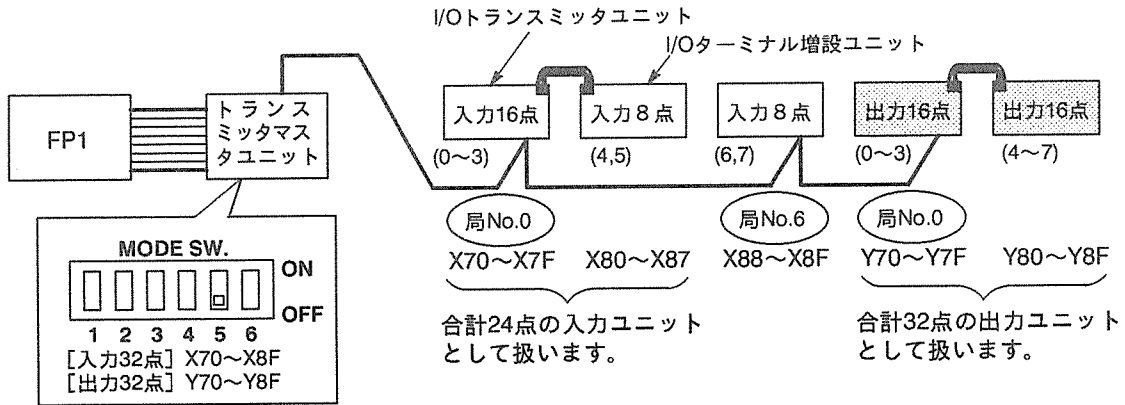 I/Oトランスミッタユニット
I/Oターミナル増設ユニット
FP1
トランス
ミッタマス
タユニット
入力16点
入力8点
入力8点
出力16点
出力16点
(0~3)
(4,5)
(6,7)
(0~3)
(4~7)
局No.0
局No.6
局No.0
X70~X7F
X80~X87
X88~X8F
Y70~Y7F
Y80~Y8F
合計24点の入力ユニット
として扱います。
合計32点の出力ユニット
として扱います。
MODE SW.
ON
OFF
1 2 3 4 5 6
[入力32点] X70~X8F
[出力32点] Y70~Y8F